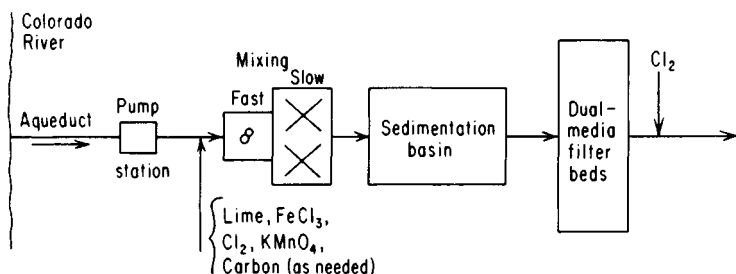 Colorado
River
Aqueduct
Pump
station
Mixing
Fast
Slow
Lime, FeCl3,
Cl2, KMnO4,
Carbon (as needed)
Sedimentation
basin
Dual-
media
filter
beds
Cl2